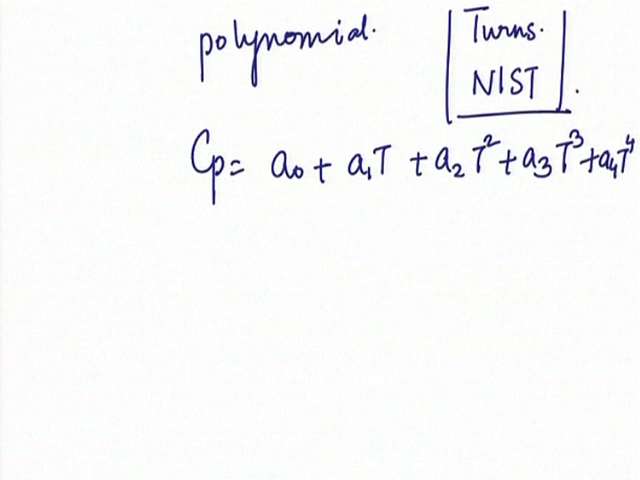 polynomial.
Turns.
NIST.
Cp = a₀ + a₁T + a₂T² + a₃T³ + a₄T⁴